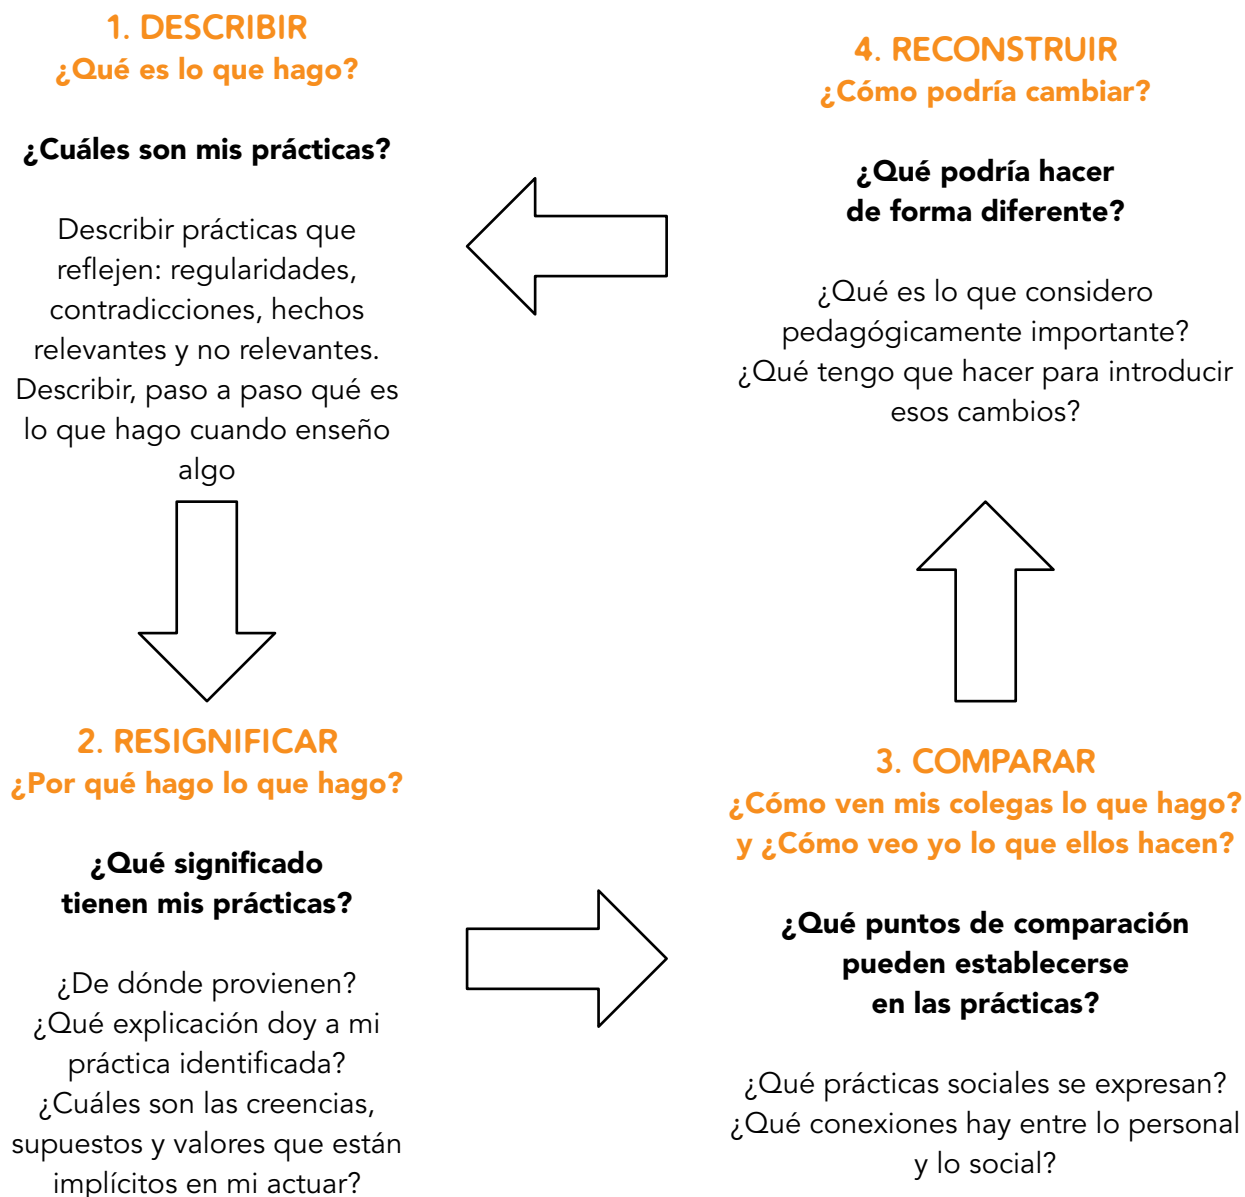 1. DESCRIBIR
¿Qué es lo que hago?
¿Cuáles son mis prácticas?
Describir prácticas que
reflejen: regularidades,
contradicciones, hechos
relevantes y no relevantes.
Describir, paso a paso qué es
lo que hago cuando enseño
algo
2. RESIGNIFICAR
¿Por qué hago lo que hago?
¿Qué significado
tienen mis prácticas?
¿De dónde provienen?
¿Qué explicación doy a mi
práctica identificada?
¿Cuáles son las creencias,
supuestos y valores que están
implícitos en mi actuar?
3. COMPARAR
¿Cómo ven mis colegas lo que hago?
y ¿Cómo veo yo lo que ellos hacen?
¿Qué puntos de comparación
pueden establecerse
en las prácticas?
¿Qué prácticas sociales se expresan?
¿Qué conexiones hay entre lo personal
y lo social?
4. RECONSTRUIR
¿Cómo podría cambiar?
¿Qué podría hacer
de forma diferente?
¿Qué es lo que considero
pedagógicamente importante?
¿Qué tengo que hacer para introducir
esos cambios?